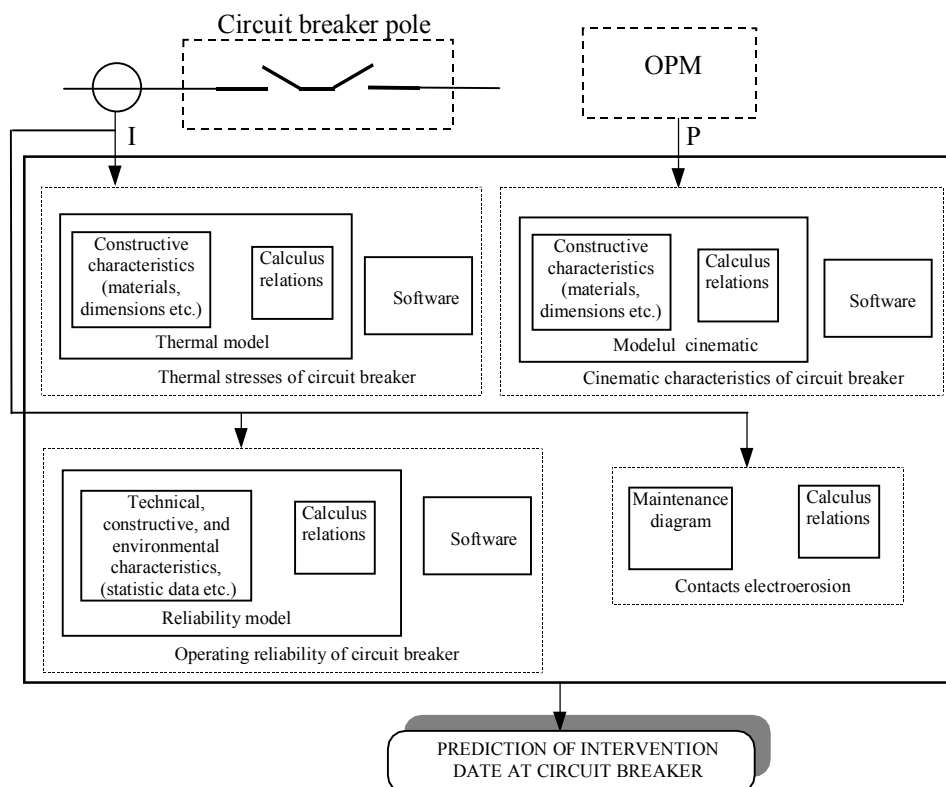 Circuit breaker pole
OPM
I
P
Constructive
characteristics
(materials,
dimensions etc.)
Calculus
relations
Software
Thermal model
Thermal stresses of circuit breaker
Constructive
characteristics
(materials,
dimensions etc.)
Calculus
relations
Software
Modelul cinematic
Cinematic characteristics of circuit breaker
Technical,
constructive, and
environmental
characteristics,
(statistic data etc.)
Calculus
relations
Software
Reliability model
Operating reliability of circuit breaker
Maintenance
diagram
Calculus
relations
Contacts electroerosion
PREDICTION OF INTERVENTION
DATE AT CIRCUIT BREAKER